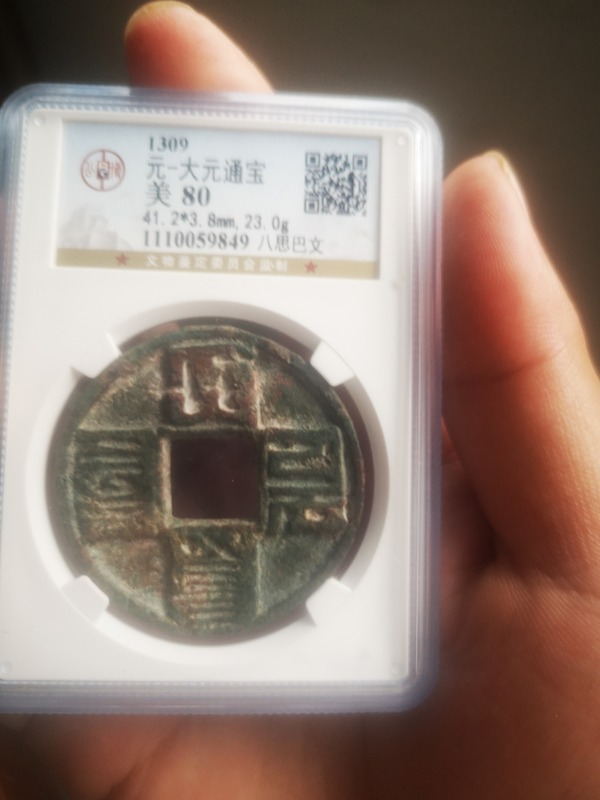 1309
元-大元通宝
美 80
41.2*3.8mm, 23.0g
1110059849 八思巴文
★ 文物鉴定委员会监制 ★